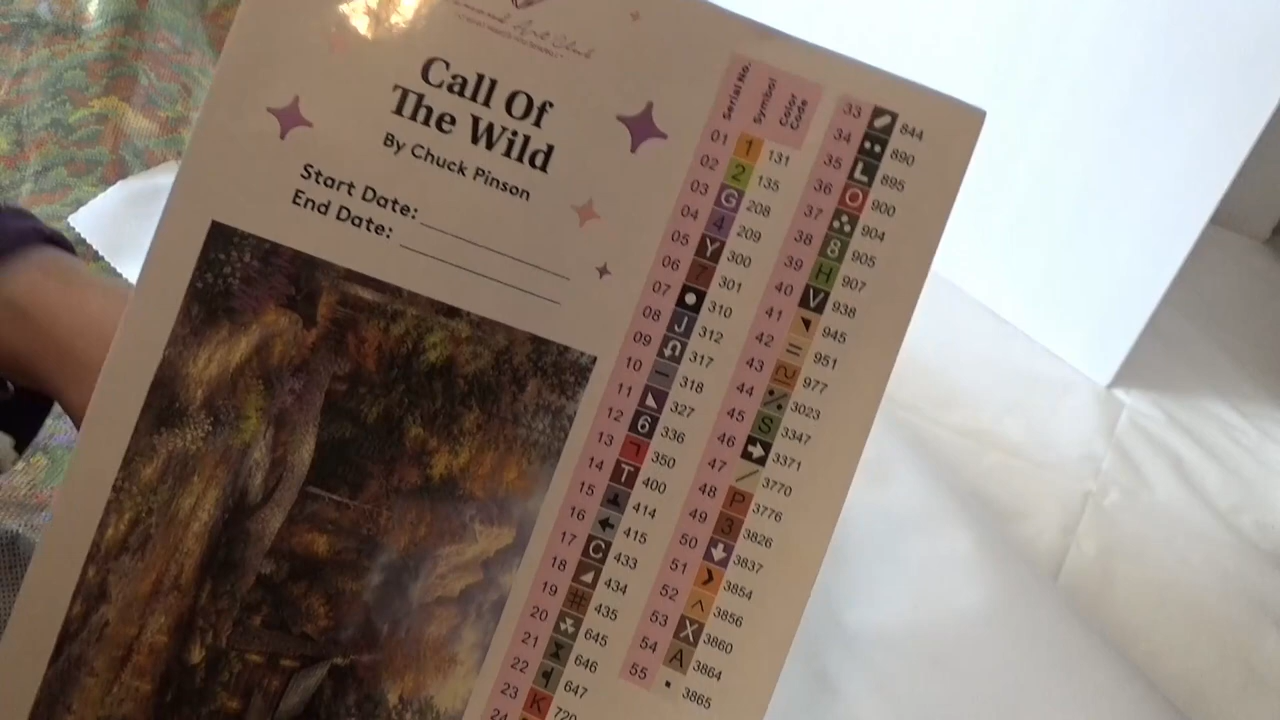 Art Club
Call Of
The Wild
By Chuck Pinson
Start Date:
End Date:
Serial No. Symbol Color Code
01 1 131
02 2 135
03 G 208
04 4 209
05 Y 300
06 7 301
07 310
08 J 312
09 317
10 318
11 327
12 6 336
13 350
14 T 400
15 414
16 415
17 C 433
18 434
19 # 435
20 645
21 646
22 647
23 K 720
24
33 844
34 890
35 L 895
36 O 900
37 904
38 8 905
39 H 907
40 V 938
41 945
42 = 951
43 977
44 3023
45 S 3347
46 3371
47 / 3770
48 P 3776
49 3 3826
50 3837
51 3854
52 ^ 3856
53 X 3860
54 A 3864
55 3865